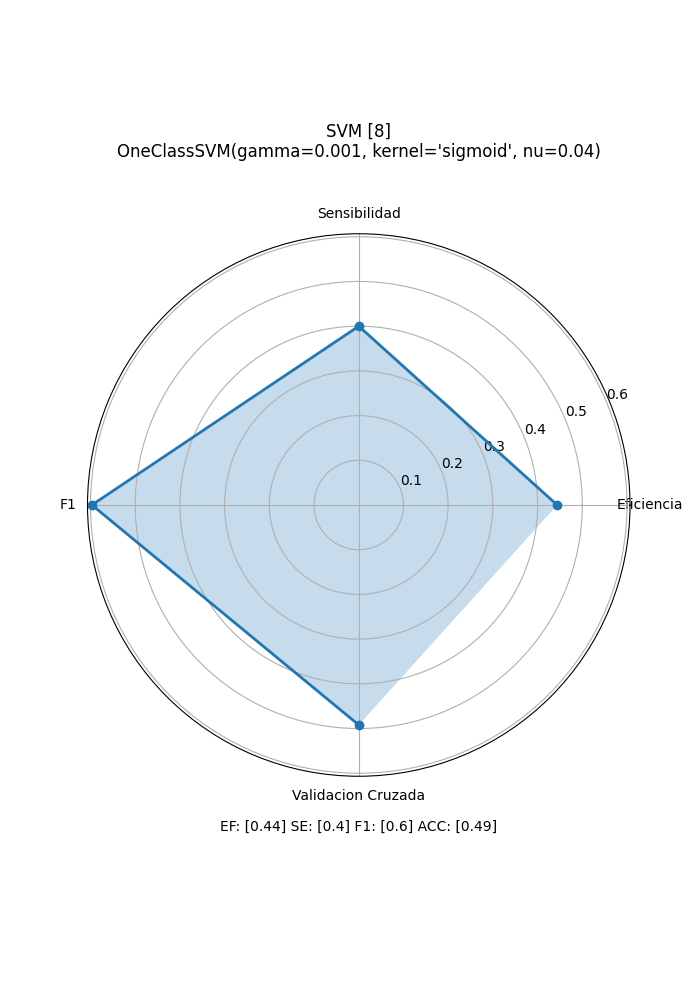 SVM [8]
OneClassSVM(gamma=0.001, kernel='sigmoid', nu=0.04)
Sensibilidad
0.6
0.5
0.4
0.3
0.2
0.1
F1
Eficiencia
Validacion Cruzada
EF: [0.44] SE: [0.4] F1: [0.6] ACC: [0.49]